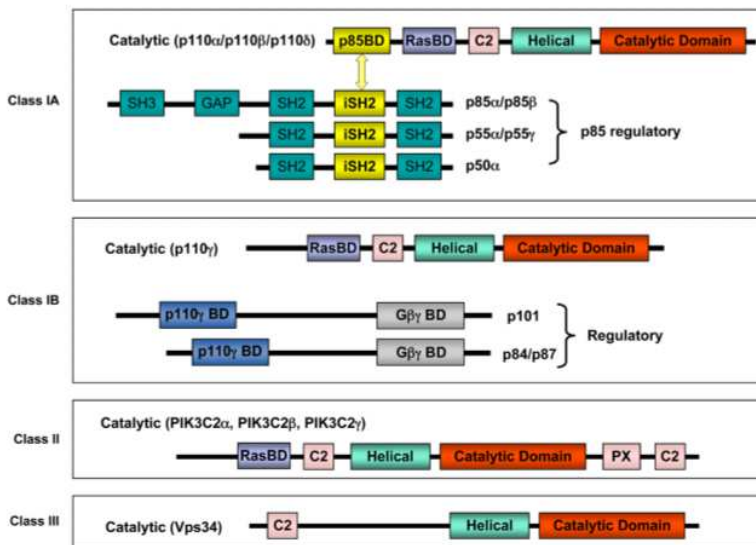 Catalytic (p110α/p110β/p110δ) p85BD RasBD C2 Helical Catalytic Domain
Class IA
SH3 GAP SH2 iSH2 SH2 p85α/p85β
SH2 iSH2 SH2 p55α/p55γ p85 regulatory
SH2 iSH2 SH2 p50α
Catalytic (p110γ) RasBD C2 Helical Catalytic Domain
Class IB
p110γ BD Gβγ BD p101
Regulatory
p110γ BD Gβγ BD p84/p87
Catalytic (PIK3C2α, PIK3C2β, PIK3C2γ)
Class II
RasBD C2 Helical Catalytic Domain PX C2
Class III Catalytic (Vps34) C2 Helical Catalytic Domain